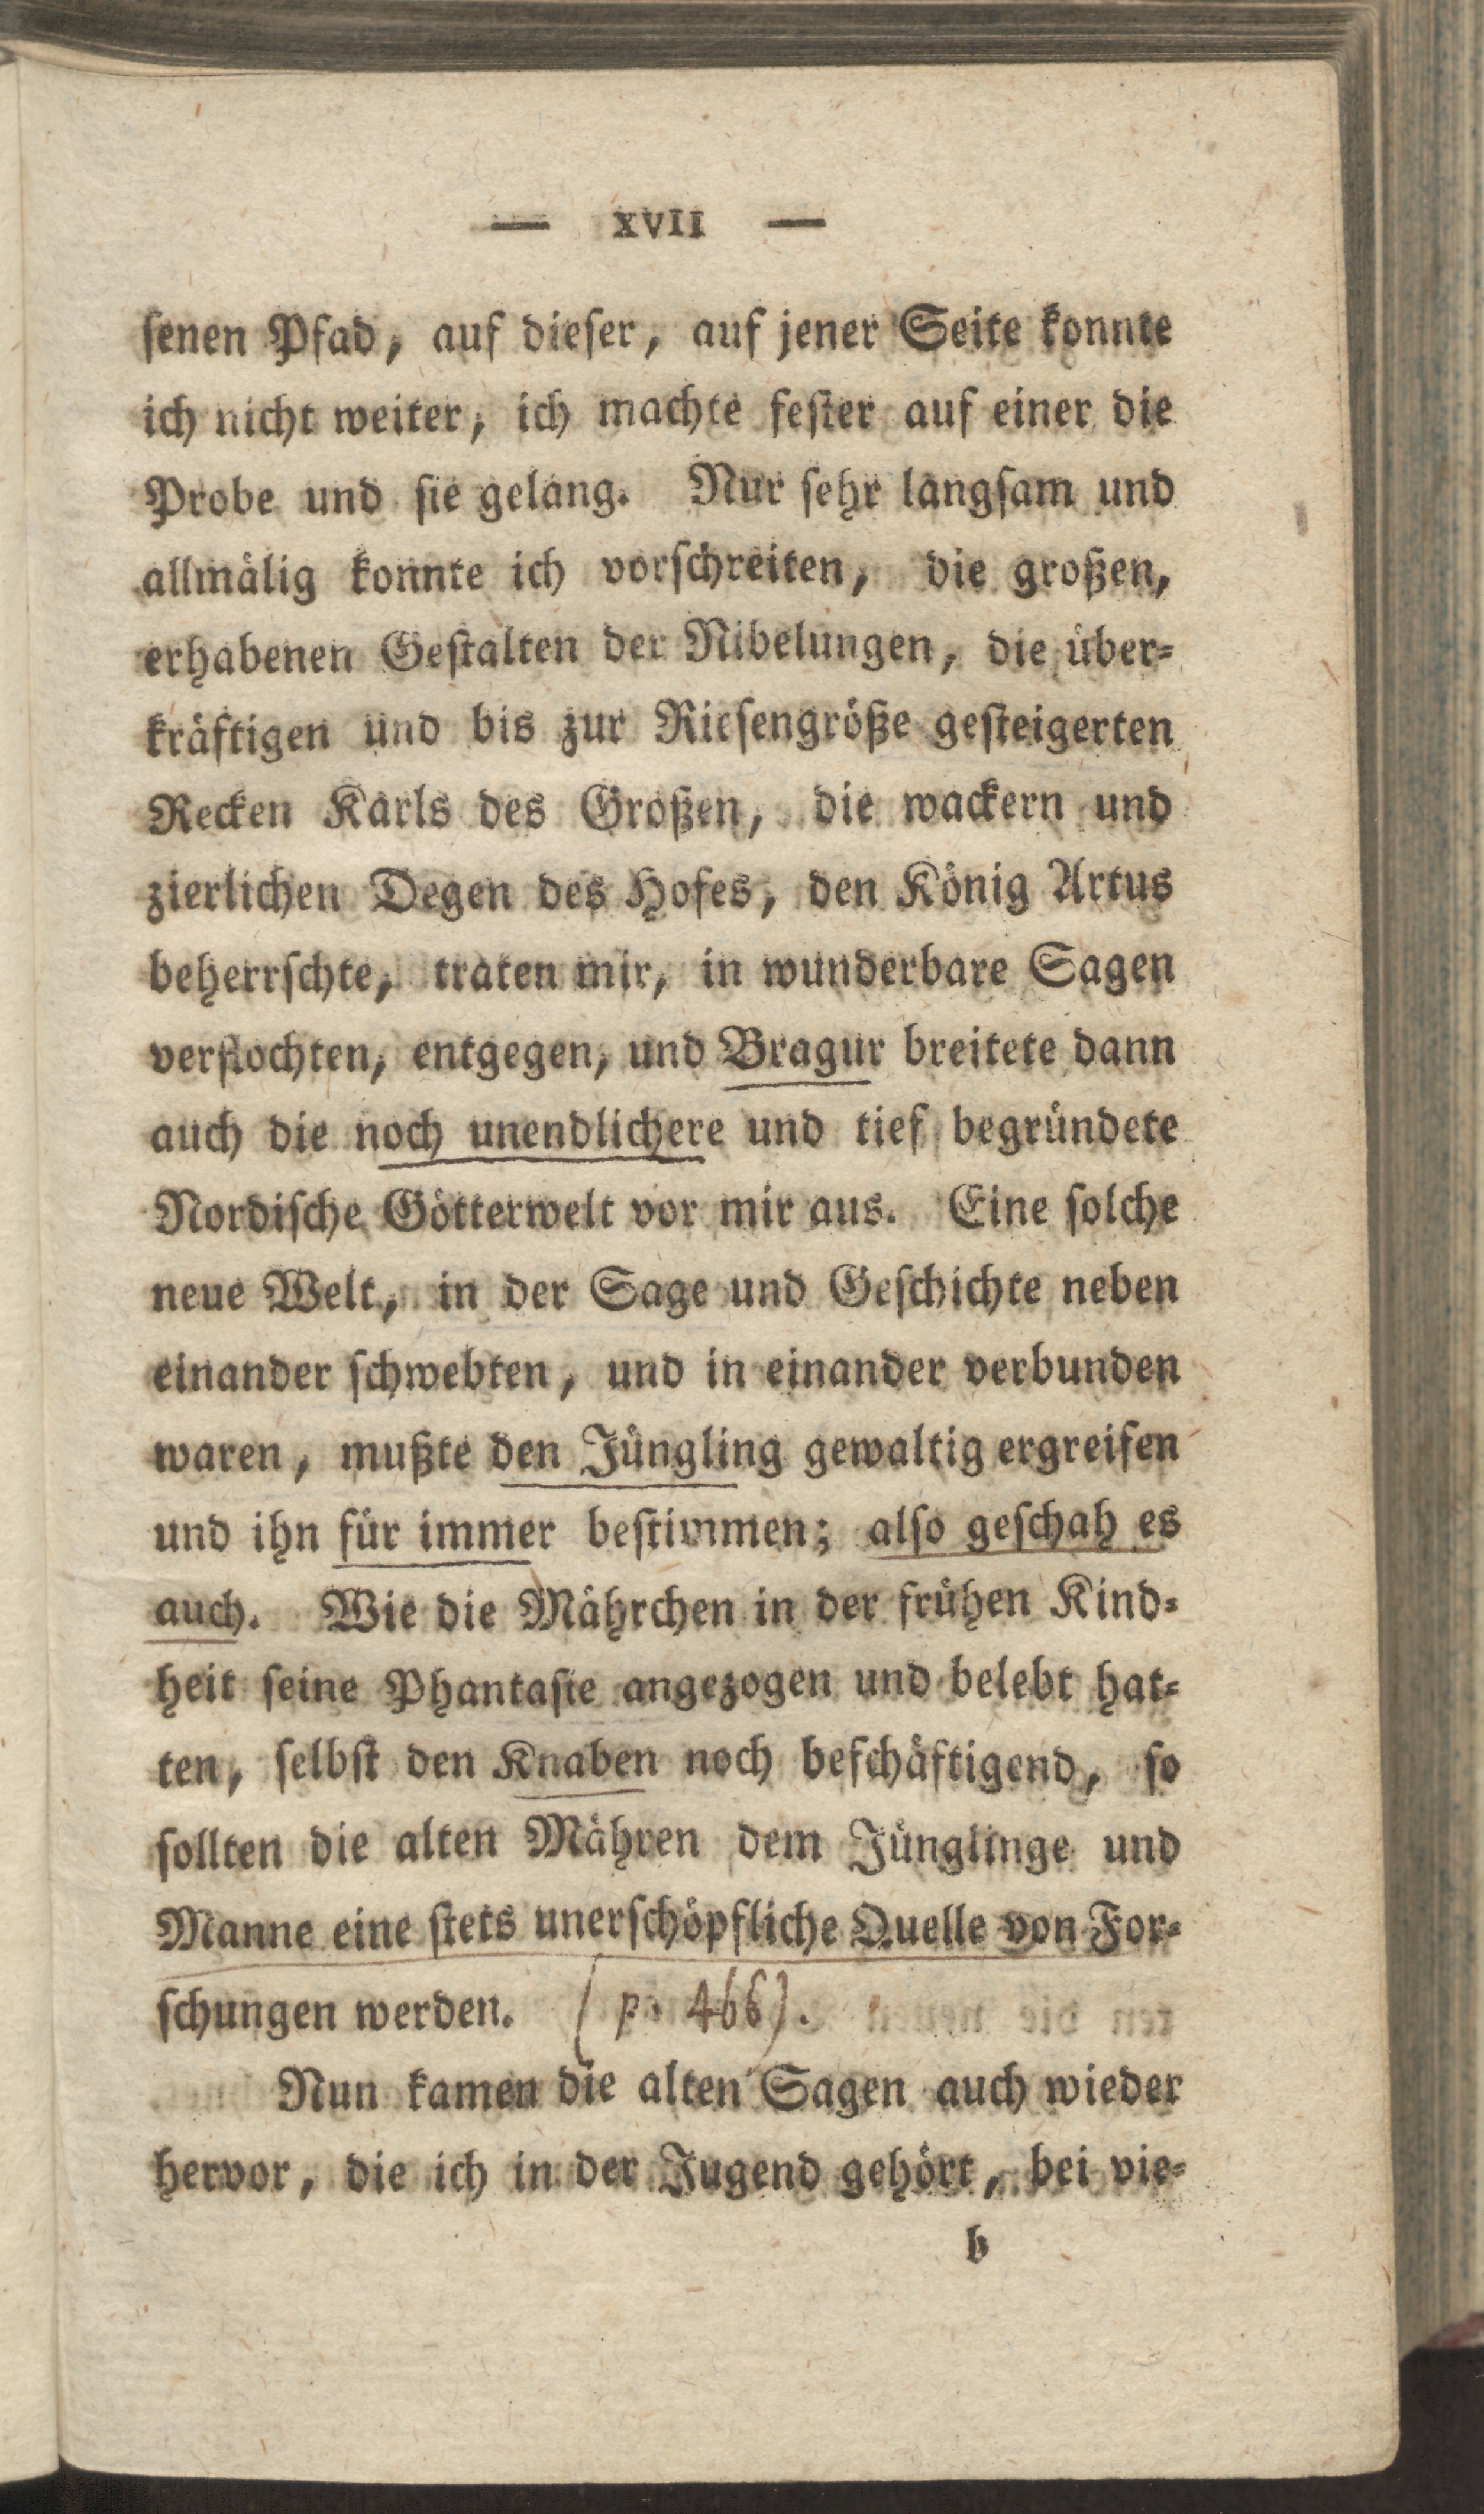 — XVII —
senen Pfad, auf dieser, auf jener Seite konnte
ich nicht weiter, ich machte fester auf einer die
Probe und sie gelang. Nur sehr langsam und
allmälig konnte ich vorschreiten, die großen,
erhabenen Gestalten der Nibelungen, die über-
kräftigen und bis zur Riesengröße gesteigerten
Recken Karls des Großen, die wackern und
zierlichen Degen des Hofes, den König Artus
beherrschte, traten mir, in wunderbare Sagen
verflochten, entgegen, und Bragur breitete dann
auch die noch unendlichere und tief begründete
Nordische Götterwelt vor mir aus. Eine solche
neue Welt, in der Sage und Geschichte neben
einander schwebten, und in einander verbunden
waren, mußte den Jüngling gewaltig ergreifen
und ihn für immer bestimmen; also geschah es
auch. Wie die Mährchen in der frühen Kind-
heit seine Phantasie angezogen und belebt hat-
ten, selbst den Knaben noch beschäftigend, so
sollten die alten Mähren dem Jünglinge und
Manne eine stets unerschöpfliche Quelle von For-
schungen werden. (p. 466).
Nun kamen die alten Sagen auch wieder
hervor, die ich in der Jugend gehört, bei vie-
b